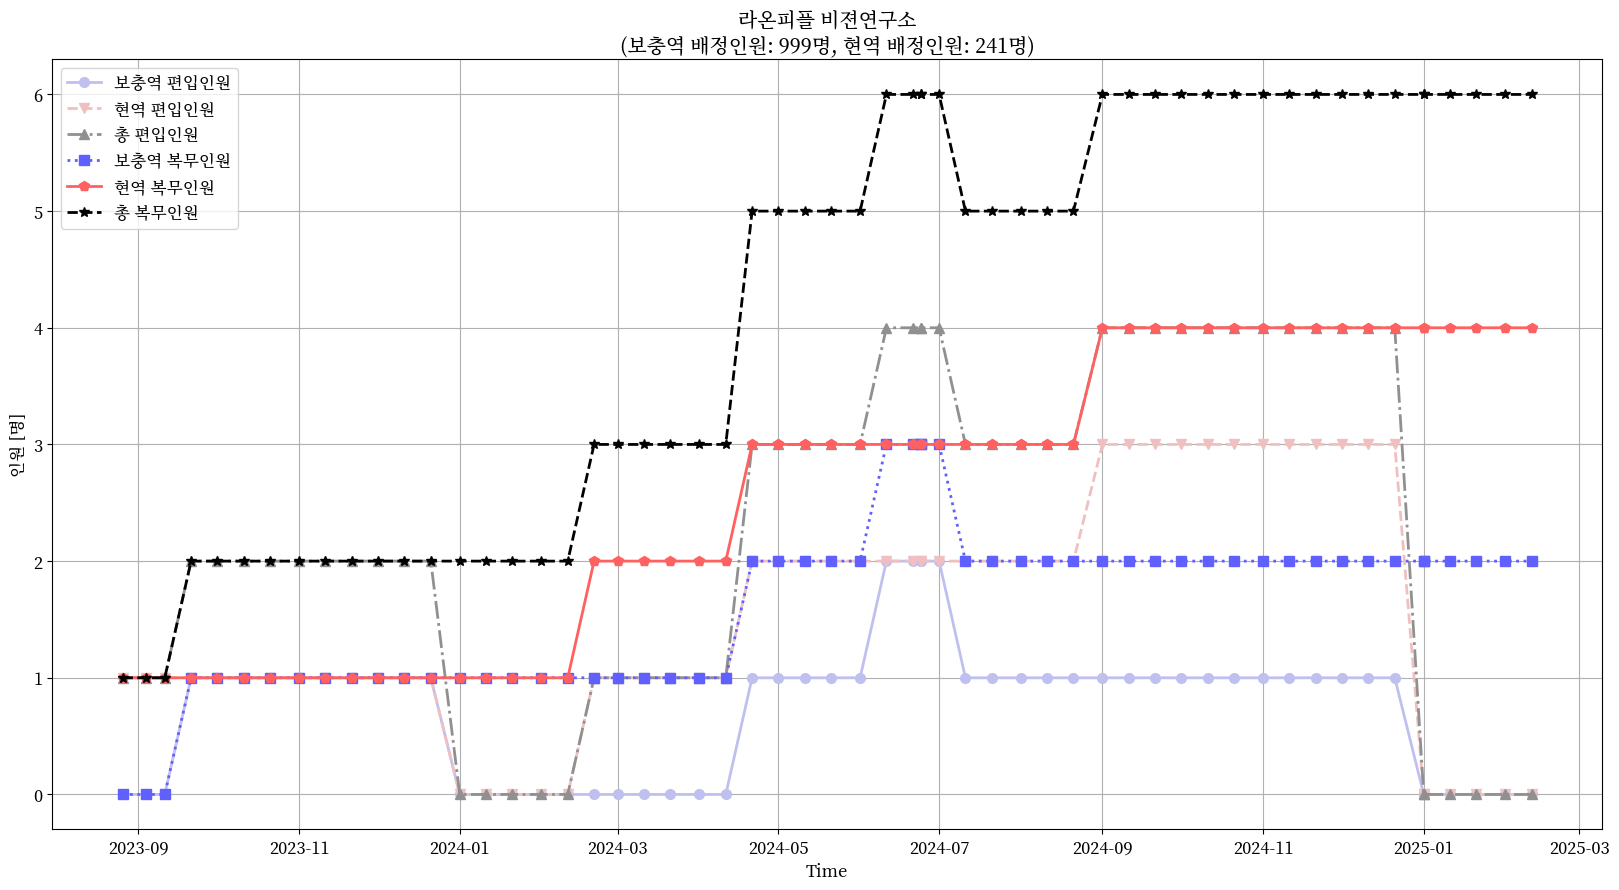 라온피플 비젼연구소
(보충역 배정인원: 999명, 현역 배정인원: 241명)
보충역 편입인원
현역 편입인원
총 편입인원
보충역 복무인원
현역 복무인원
총 복무인원
인원 [명]
6
5
4
3
2
1
0
2023-09
2023-11
2024-01
2024-03
2024-05
2024-07
2024-09
2024-11
2025-01
2025-03
Time